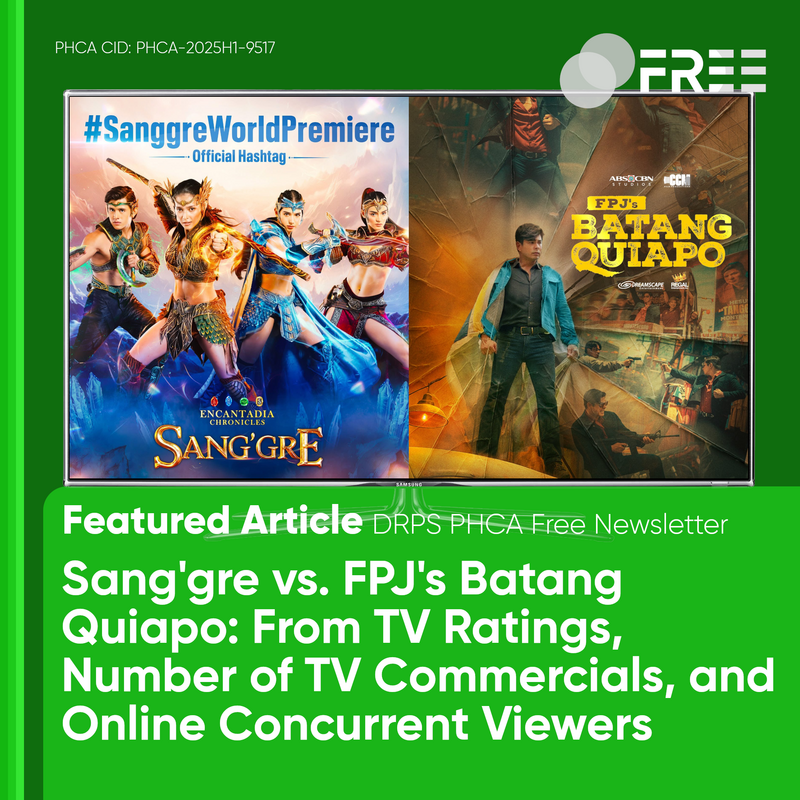 PHCA CID: PHCA-2025H1-9517
FREE
#SanggreWorldPremiere
Official Hashtag
ENCANTADIA
CHRONICLES
SANG'GRE
ABS-CBN
STUDIOS
CCM
FPJ's
BATANG
QUIAPO
DREAMSCAPE
REGAL
SAMSUNG
Featured Article DRPS PHCA Free Newsletter
Sang'gre vs. FPJ's Batang
Quiapo: From TV Ratings,
Number of TV Commercials, and
Online Concurrent Viewers